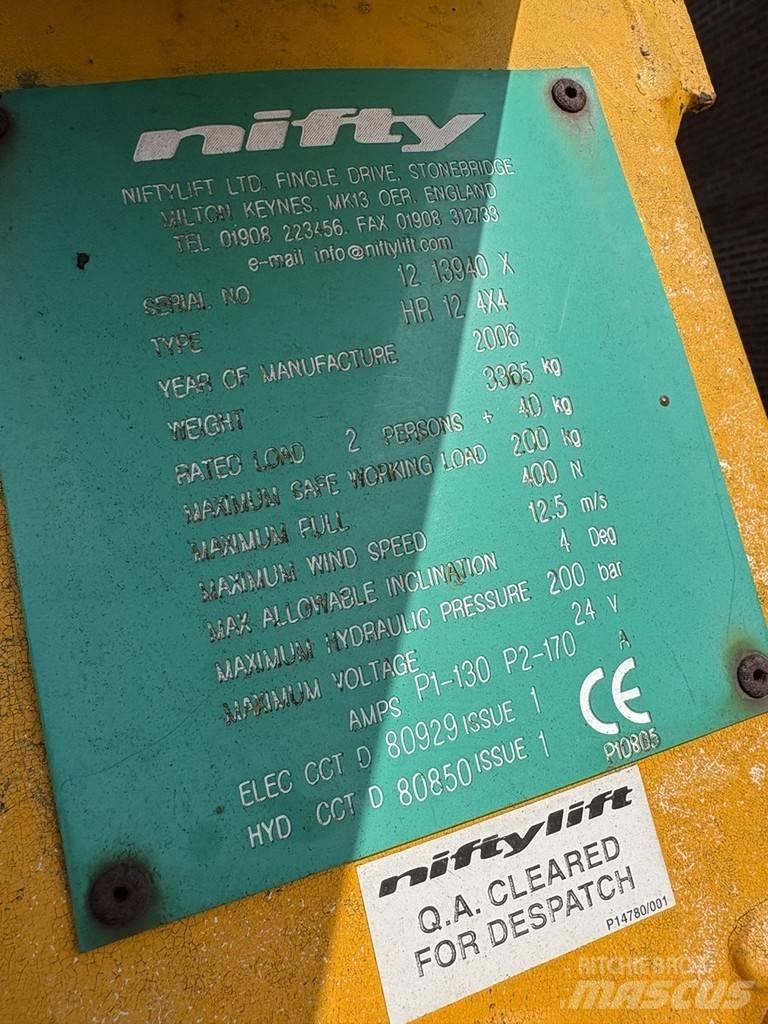 nifty
NIFTYLIFT LTD. FINGLE DRIVE, STONEBRIDGE
MILTON KEYNES, MK13 OER, ENGLAND
TEL 01908 223456. FAX 01908 312733
e-mail info@niftylift.com
SERIAL NO 12 13940 X
TYPE HR 12 4X4
YEAR OF MANUFACTURE 2006
WEIGHT 3365 kg
RATED LOAD 2 PERSONS + 40 kg
MAXIMUM SAFE WORKING LOAD 200 kg
MAXIMUM PULL 400 N
MAXIMUM WIND SPEED 12.5 m/s
MAX ALLOWABLE INCLINATION 4 Deg
MAXIMUM HYDRAULIC PRESSURE 200 bar
MAXIMUM VOLTAGE 24 V
AMPS P1-130 P2-170 A
ELEC CCT D 80929 ISSUE 1
HYD CCT D 80850 ISSUE 1
CE
P10805
niftylift
Q.A. CLEARED
FOR DESPATCH
P14780/001
RITCHIE BROS
MASCUS